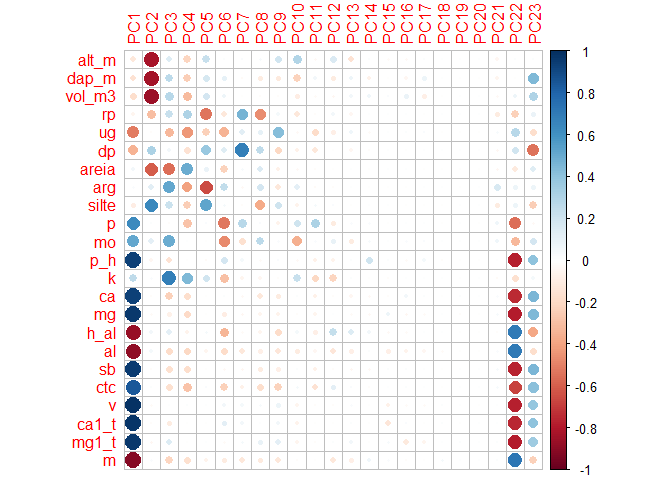 PC1 PC2 PC3 PC4 PC5 PC6 PC7 PC8 PC9 PC10 PC11 PC12 PC13 PC14 PC15 PC16 PC17 PC18 PC19 PC20 PC21 PC22 PC23
alt_m
dap_m
vol_m3
rp
ug
dp
areia
arg
silte
p
mo
p_h
k
ca
mg
h_al
al
sb
ctc
v
ca1_t
mg1_t
m
1
0.8
0.6
0.4
0.2
0
-0.2
-0.4
-0.6
-0.8
-1